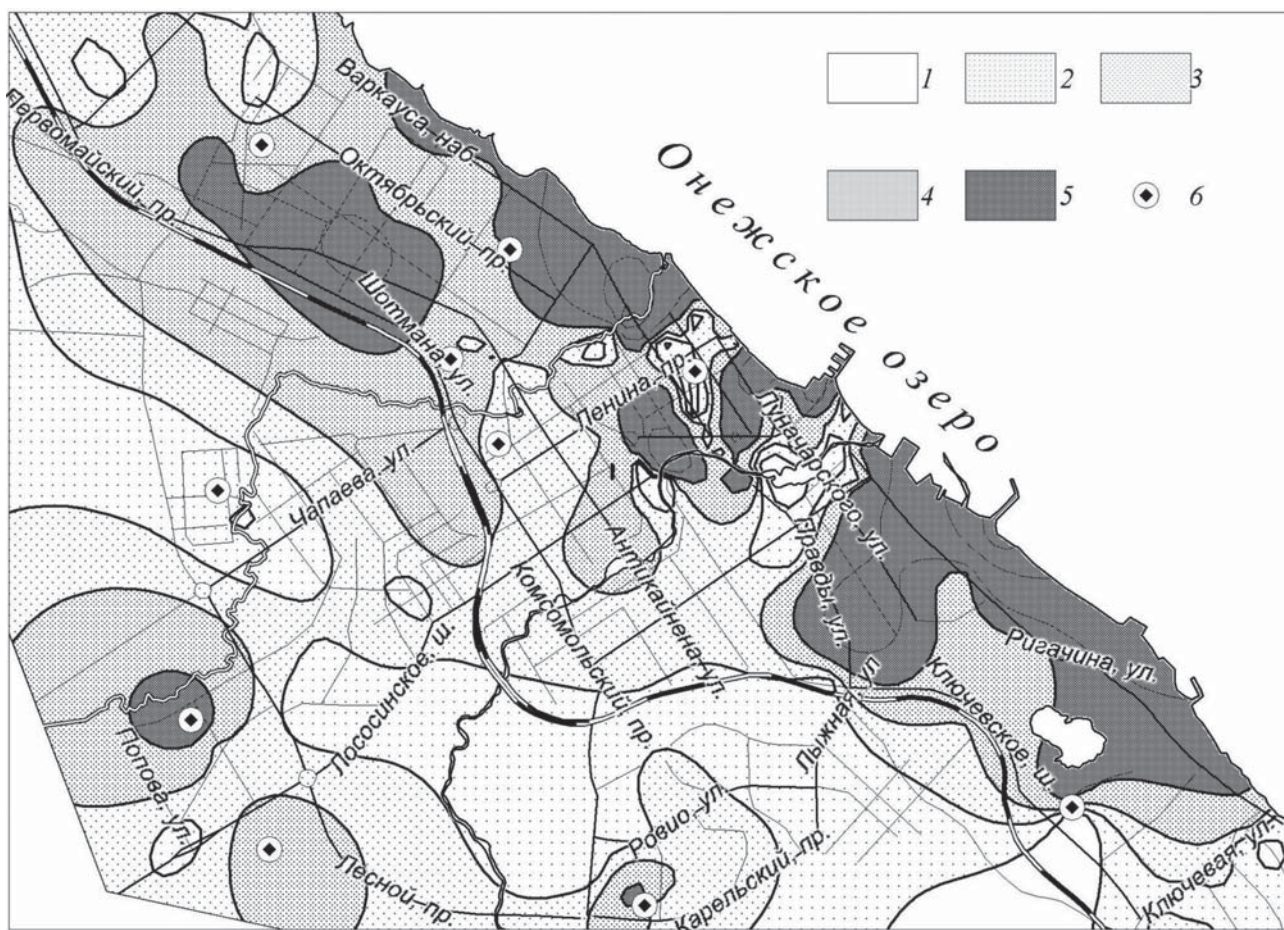 1
2
3
4
5
6
Онежское озеро
Варкауса, наб.
Первомайский, пр.
Октябрьский пр.
Шотмана, ул.
Ленина, пр.
Луначарского, ул.
Чапаева, ул.
Правды, ул.
Антикайнена, ул.
Комсомольский, пр.
Лососинское, ш.
Ригачина, ул.
Ключевское, ш.
Лыжная, ул.
Попова, ул.
Ровио, ул.
Карельский, пр.
Лесной пр.
Ключевая, ул.